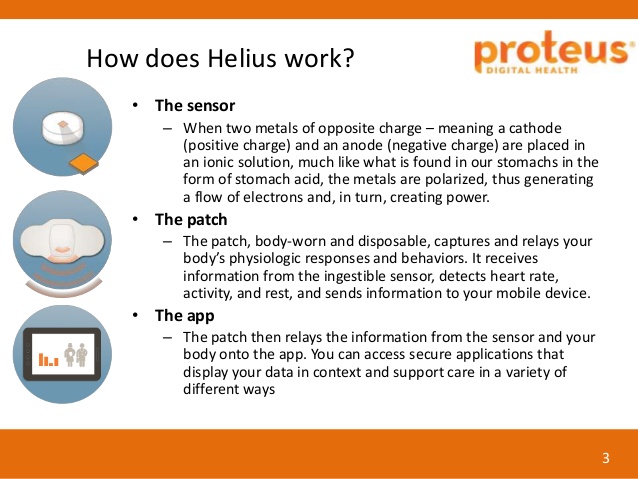 How does Helius work?
proteus®
DIGITAL HEALTH
• The sensor
– When two metals of opposite charge – meaning a cathode
(positive charge) and an anode (negative charge) are placed in
an ionic solution, much like what is found in our stomachs in the
form of stomach acid, the metals are polarized, thus generating
a flow of electrons and, in turn, creating power.
• The patch
– The patch, body-worn and disposable, captures and relays your
body’s physiologic responses and behaviors. It receives
information from the ingestible sensor, detects heart rate,
activity, and rest, and sends information to your mobile device.
• The app
– The patch then relays the information from the sensor and your
body onto the app. You can access secure applications that
display your data in context and support care in a variety of
different ways
3